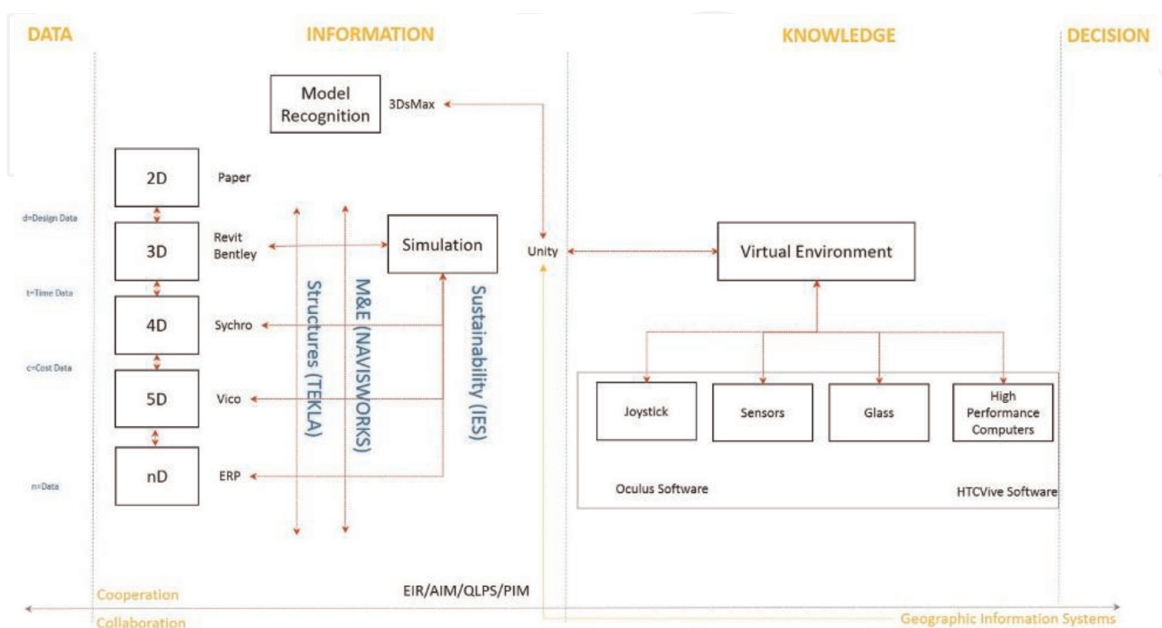 DATA
INFORMATION
KNOWLEDGE
DECISION
Model
Recognition
3DsMax
2D
Paper
d=Design Data
3D
Revit
Bentley
Simulation
Unity
Virtual Environment
t=Time Data
4D
Sychro
c=Cost Data
5D
Vico
nD
ERP
n=Data
Structures (TEKLA)
M&E (NAVISWORKS)
Sustainability (IES)
Joystick
Sensors
Glass
High
Performance
Computers
Oculus Software
HTCVive Software
EIR/AIM/QLPS/PIM
Cooperation
Collaboration
Geographic Information Systems